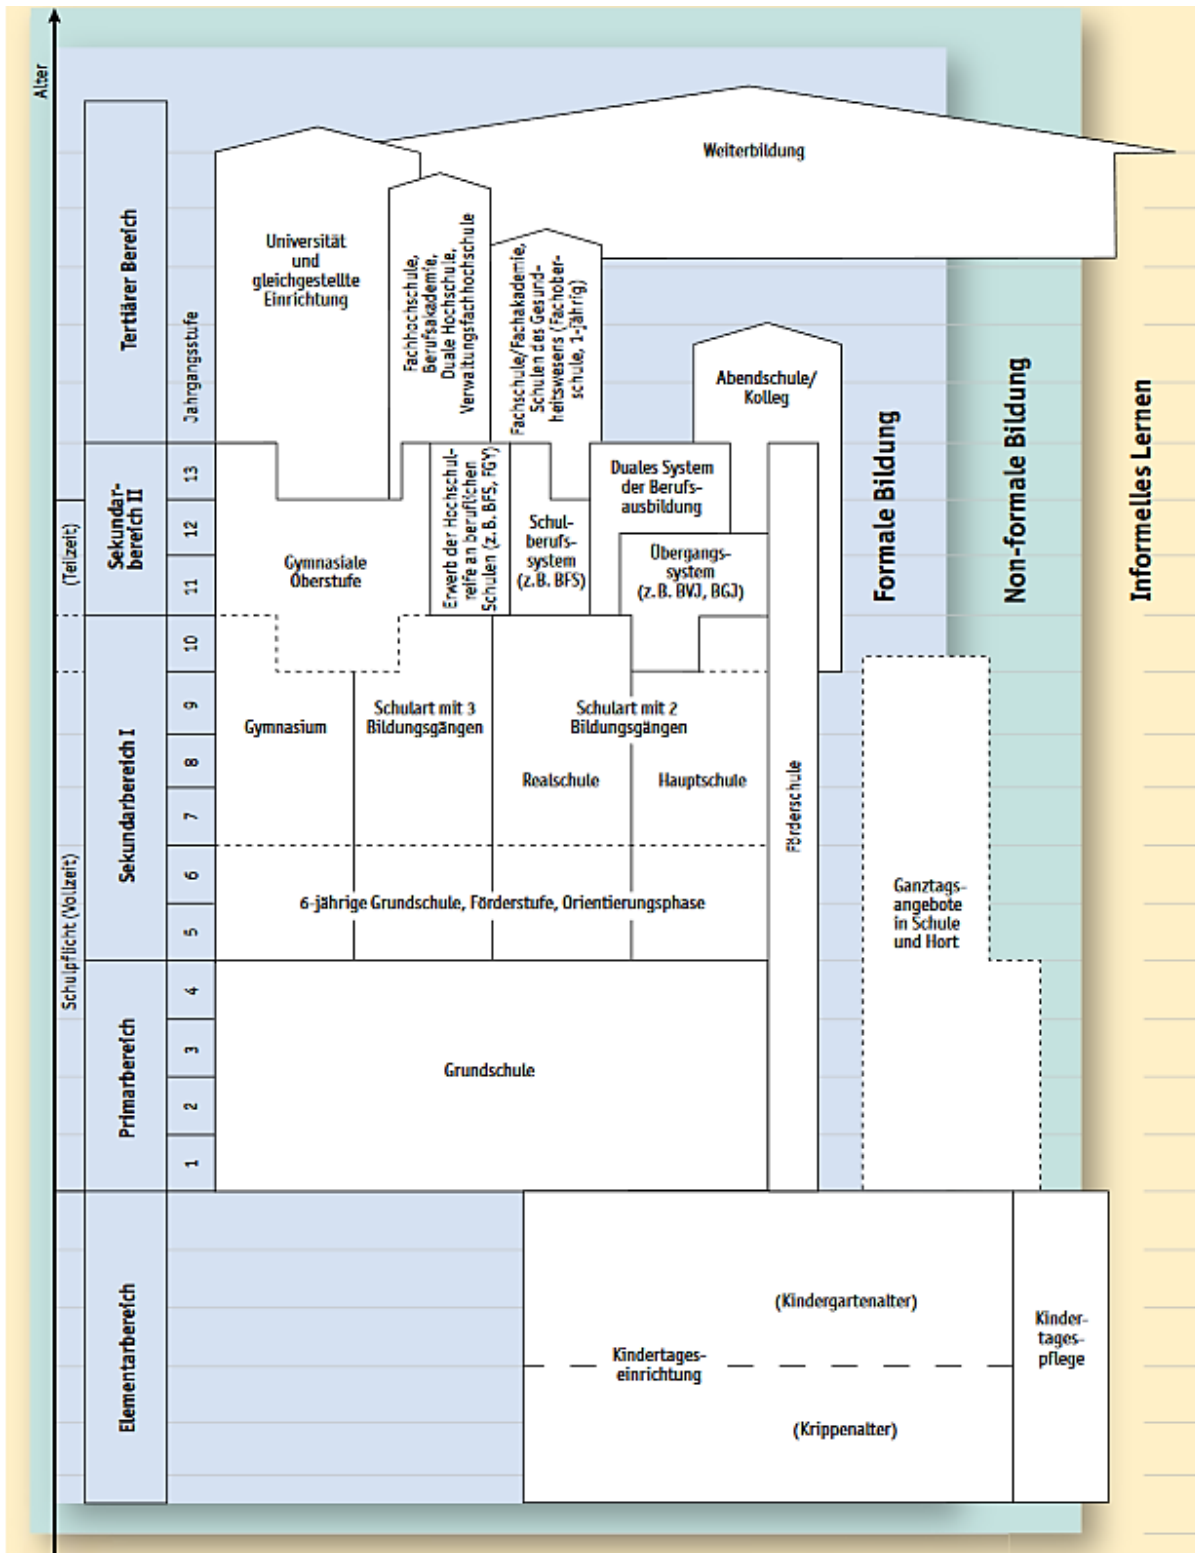 Alter
Weiterbildung
Tertiärer Bereich
Jahrgangsstufe
Universität
und
gleichgestellte
Einrichtung
Fachhochschule,
Berufsakademie,
Duale Hochschule,
Verwaltungsfachhochschule
Fachschule/Fachakademie,
Schulen des Gesund-
heitswesens (Fachober-
schule, 1-jährig)
Abendschule/
Kolleg
Formale Bildung
Non-formale Bildung
Informelles Lernen
(Teilzeit)
Sekundar-
bereich II
13
12
11
Gymnasiale
Oberstufe
Erwerb der Hochschul-
reife an beruflichen
Schulen (z.B. BFS, FGY)
Schul-
berufs-
system
(z.B. BFS)
Duales System
der Berufs-
ausbildung
Übergangs-
system
(z.B. BVJ, BGJ)
Schulpflicht (Vollzeit)
Sekundarbereich I
10
9
8
7
6
5
Gymnasium
Schulart mit 3
Bildungsgängen
Schulart mit 2
Bildungsgängen
Realschule
Hauptschule
Förderschule
6-jährige Grundschule, Förderstufe, Orientierungsphase
Ganztags-
angebote
in Schule
und Hort
Primarbereich
4
3
2
1
Grundschule
Elementarbereich
(Kindergartenalter)
Kindertages-
einrichtung
(Krippenalter)
Kinder-
tages-
pflege